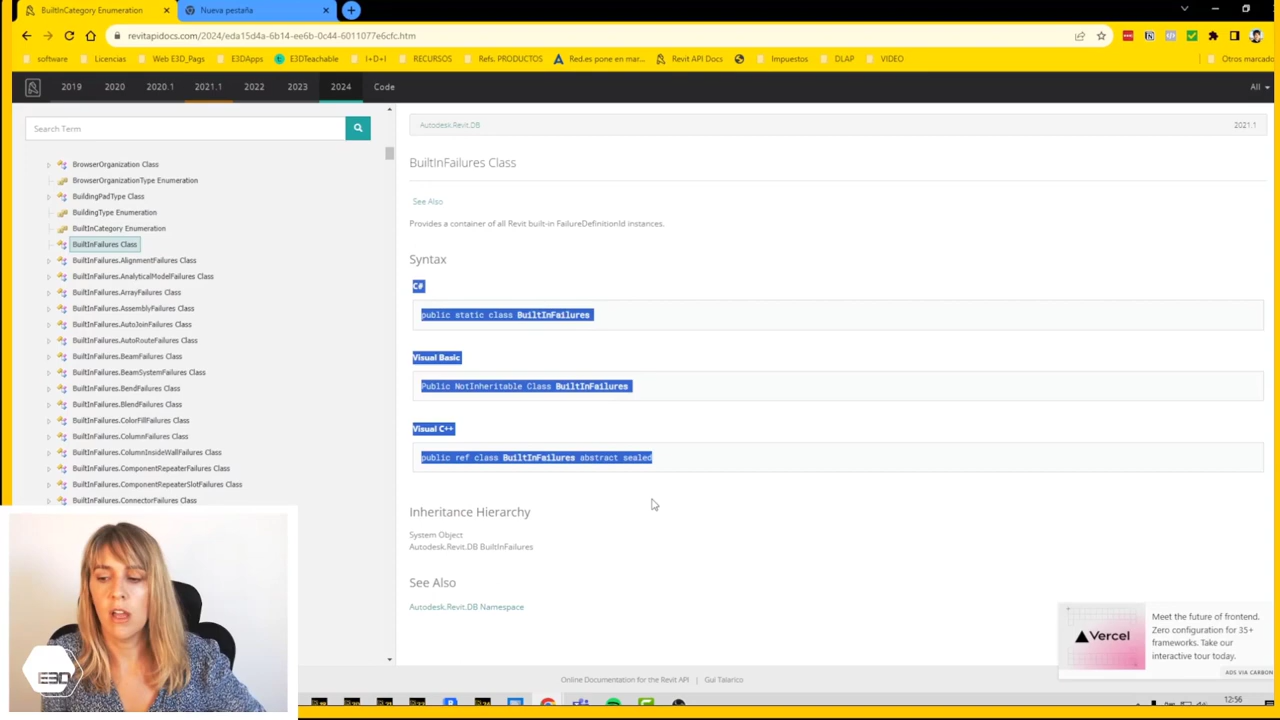 BuiltInCategory Enumeration
Nueva pestaña
revitapidocs.com/2024/eda15d4a-6b14-ee6b-0c44-6011077e6cfc.htm
software Licencias Web E3D_Pags E3DApps E3DTeachable I+D+I RECURSOS Refs. PRODUCTOS Red.es pone en mar... Revit API Docs Impuestos DLAP VIDEO Otros marcado
2019 2020 2020.1 2021.1 2022 2023 2024 Code All
Search Term
BrowserOrganization Class
BrowserOrganizationType Enumeration
BuildingPadType Class
BuildingType Enumeration
BuiltInCategory Enumeration
BuiltInFailures Class
BuiltInFailures.AlignmentFailures Class
BuiltInFailures.AnalyticalModelFailures Class
BuiltInFailures.ArrayFailures Class
BuiltInFailures.AssemblyFailures Class
BuiltInFailures.AutoJoinFailures Class
BuiltInFailures.AutoRouteFailures Class
BuiltInFailures.BeamFailures Class
BuiltInFailures.BeamSystemFailures Class
BuiltInFailures.BendFailures Class
BuiltInFailures.BlendFailures Class
BuiltInFailures.ColorFillFailures Class
BuiltInFailures.ColumnFailures Class
BuiltInFailures.ColumnInsideWallFailures Class
BuiltInFailures.ComponentRepeaterFailures Class
BuiltInFailures.ComponentRepeaterSlotFailures Class
BuiltInFailures.ConnectorFailures Class
Autodesk.Revit.DB 2021.1
BuiltInFailures Class
See Also
Provides a container of all Revit built-in FailureDefinitionId instances.
Syntax
C#
public static class BuiltInFailures
Visual Basic
Public NotInheritable Class BuiltInFailures
Visual C++
public ref class BuiltInFailures abstract sealed
Inheritance Hierarchy
System Object
Autodesk.Revit.DB BuiltInFailures
See Also
Autodesk.Revit.DB Namespace
Vercel
Meet the future of frontend.
Zero configuration for 35+
frameworks. Take our
interactive tour today.
ADS VIA CARBON
Online Documentation for the Revit API | Gui Talarico
E3D
12:56